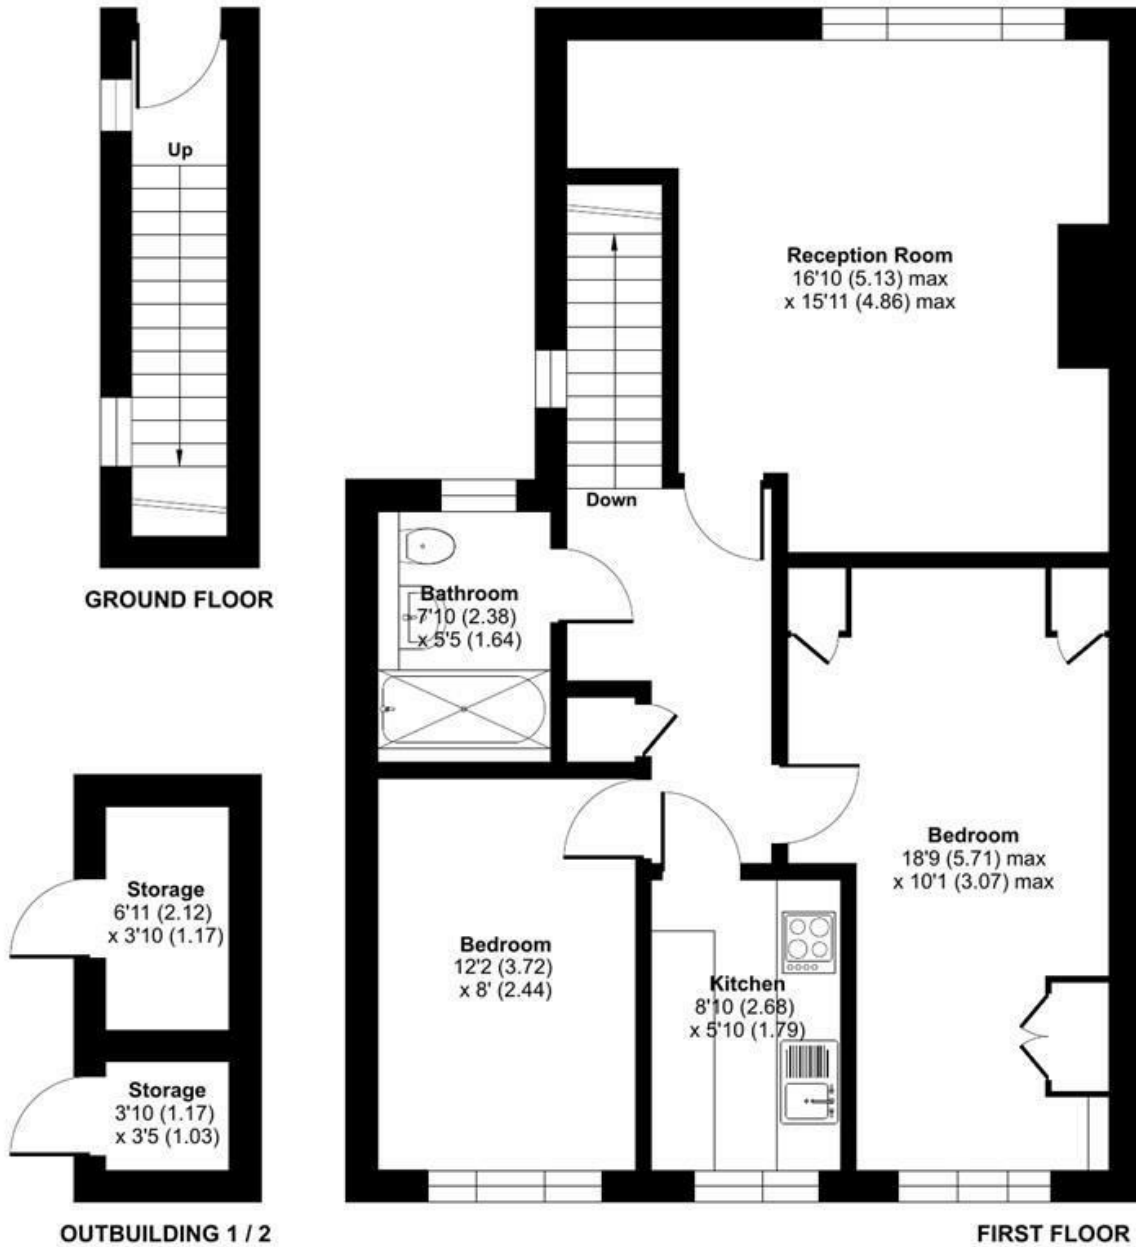 Up
GROUND FLOOR
Reception Room
16'10 (5.13) max
x 15'11 (4.86) max
Down
Bathroom
7'10 (2.38)
x 5'5 (1.64)
Bedroom
18'9 (5.71) max
x 10'1 (3.07) max
Storage
6'11 (2.12)
x 3'10 (1.17)
Bedroom
12'2 (3.72)
x 8' (2.44)
Kitchen
8'10 (2.68)
x 5'10 (1.79)
Storage
3'10 (1.17)
x 3'5 (1.03)
OUTBUILDING 1 / 2
FIRST FLOOR